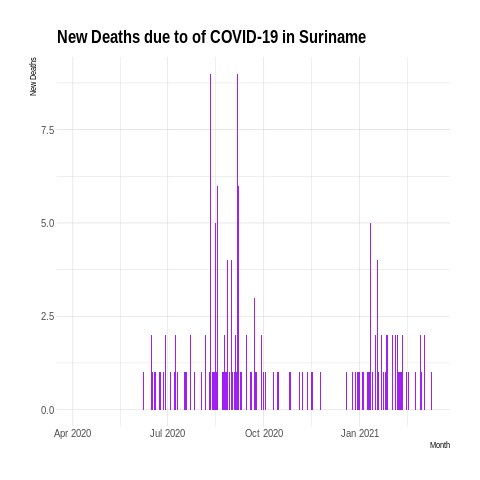 New Deaths due to of COVID-19 in Suriname
New Deaths
7.5
5.0
2.5
0.0
Apr 2020 Jul 2020 Oct 2020 Jan 2021
Month